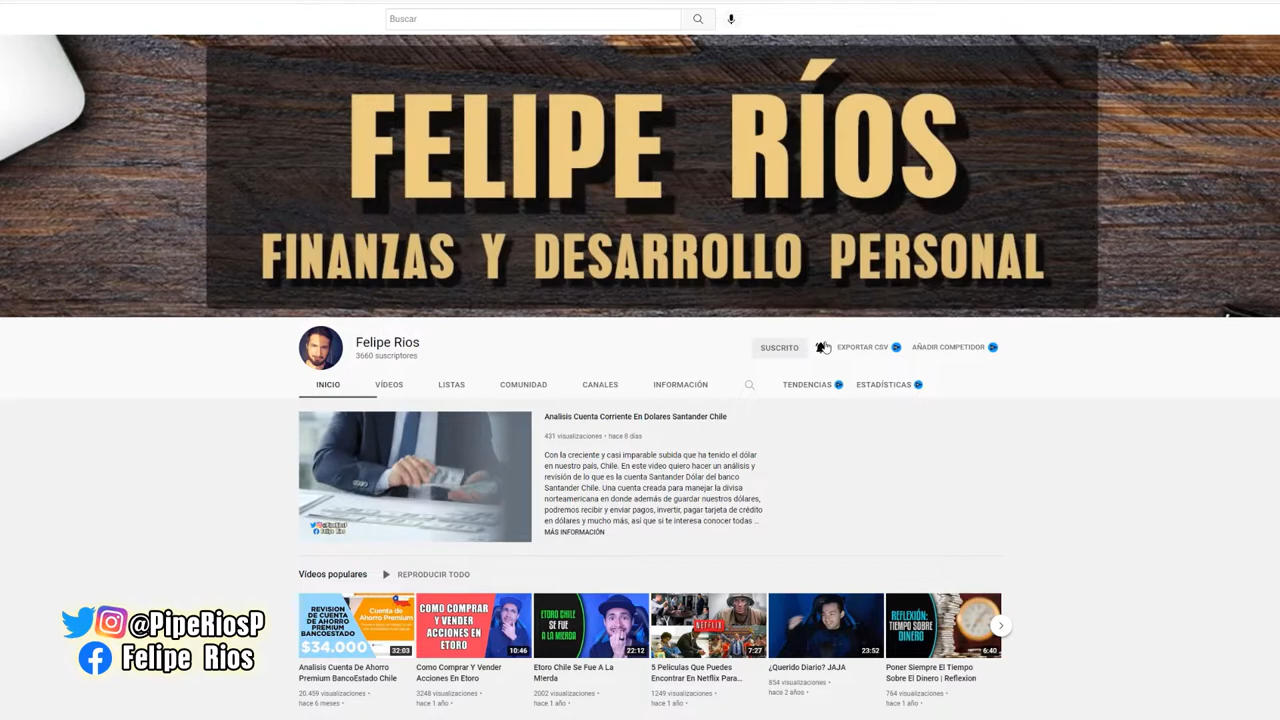 Buscar
FELIPE RÍOS
FINANZAS Y DESARROLLO PERSONAL
Felipe Rios
3660 suscriptores
SUSCRITO
EXPORTAR CSV
AÑADIR COMPETIDOR
INICIO
VÍDEOS
LISTAS
COMUNIDAD
CANALES
INFORMACIÓN
TENDENCIAS
ESTADÍSTICAS
Analisis Cuenta Corriente En Dolares Santander Chile
431 visualizaciones • hace 8 días
Con la creciente y casi imparable subida que ha tenido el dólar
en nuestro país, Chile. En este video quiero hacer un análisis y
revisión de lo que es la cuenta Santander Dólar del banco
Santander Chile. Una cuenta creada para manejar la divisa
norteamericana en donde además de guardar nuestros dólares,
podremos recibir y enviar pagos, invertir, pagar tarjeta de crédito
en dólares y mucho más, así que si te interesa conocer todas ...
MÁS INFORMACIÓN
@PipeRiosP
Felipe Rios
Vídeos populares
REPRODUCIR TODO
REVISION
DE CUENTA
DE AHORRO
PREMIUM
BANCOESTADO
$34.000
Cuenta de
Ahorro Premium
32:03
Analisis Cuenta De Ahorro
Premium BancoEstado Chile
20.459 visualizaciones •
hace 6 meses •
COMO COMPRAR
Y VENDER
ACCIONES EN
ETORO
10:46
Como Comprar Y Vender
Acciones En Etoro
3248 visualizaciones •
hace 1 año •
ETORO CHILE
SE FUE A
LA MIERDA
22:12
Etoro Chile Se Fue A La
M!erda
2002 visualizaciones •
hace 1 año •
NETFLIX
7:27
5 Peliculas Que Puedes
Encontrar En Netflix Para...
1249 visualizaciones •
hace 1 año •
23:52
¿Querido Diario? JAJA
854 visualizaciones •
hace 2 años •
REFLEXIÓN:
TIEMPO SOBRE
DINERO
6:40
Poner Siempre El Tiempo
Sobre El Dinero | Reflexion
764 visualizaciones •
hace 1 año •
@PipeRiosP
Felipe Rios